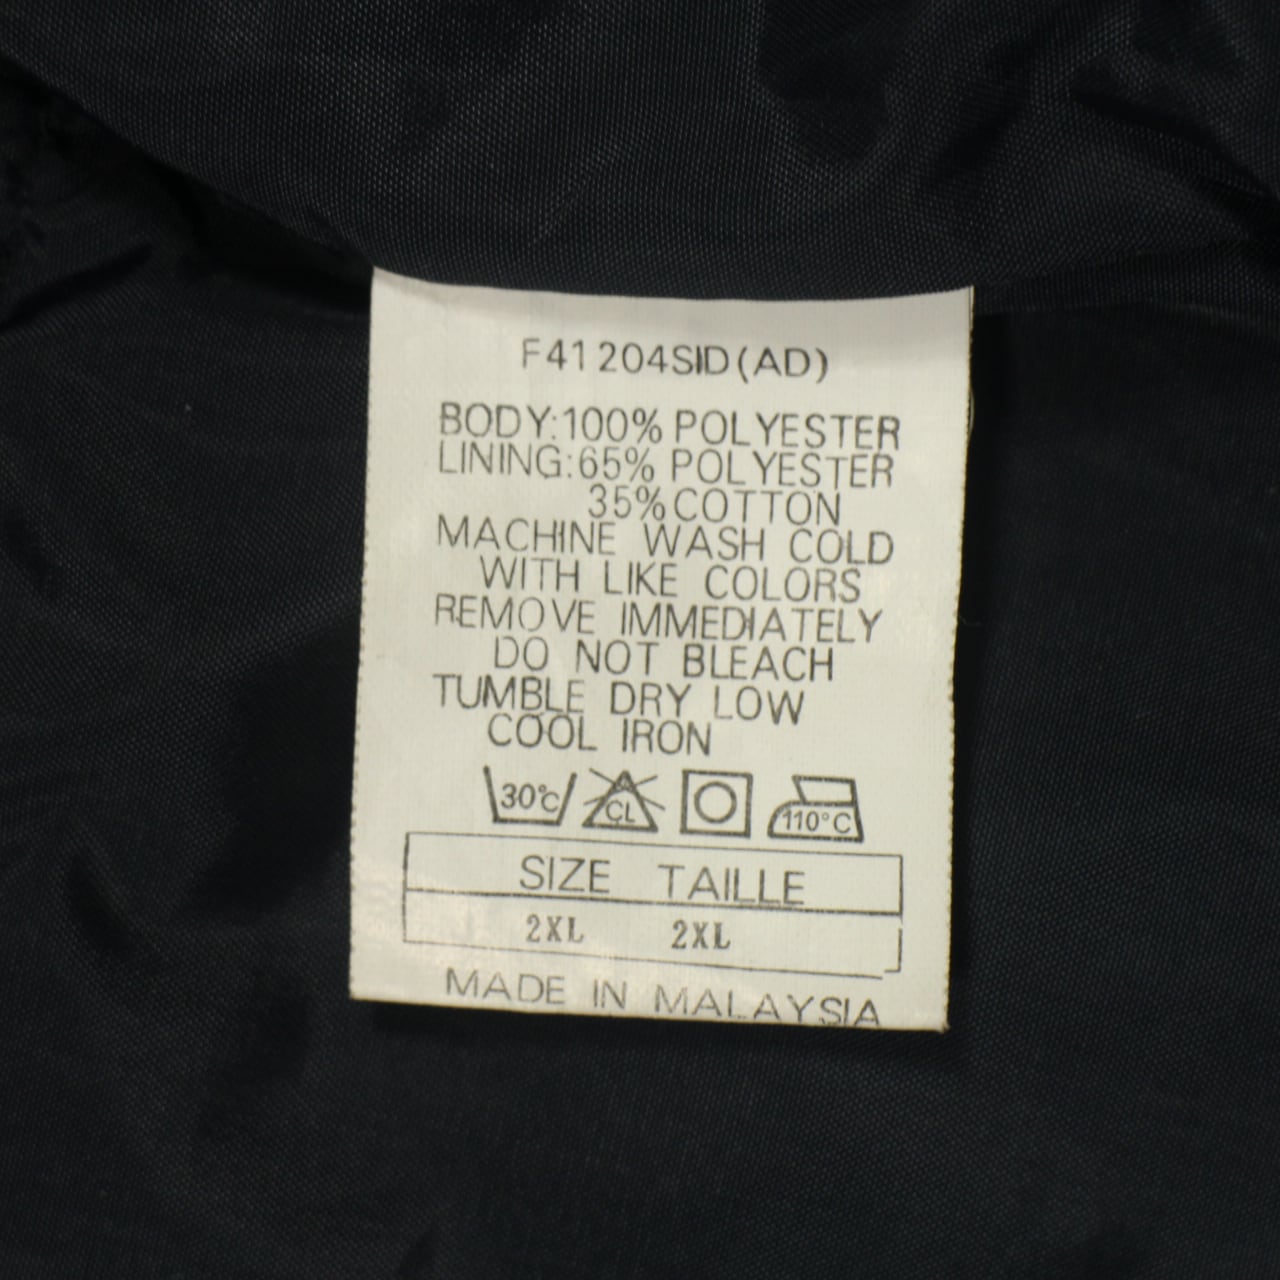 F41204SID(AD)
BODY:100% POLYESTER
LINING:65% POLYESTER
35% COTTON
MACHINE WASH COLD
WITH LIKE COLORS
REMOVE IMMEDIATELY
DO NOT BLEACH
TUMBLE DRY LOW
COOL IRON
30°C CL 110°C
SIZE TAILLE
2XL 2XL
MADE IN MALAYSIA